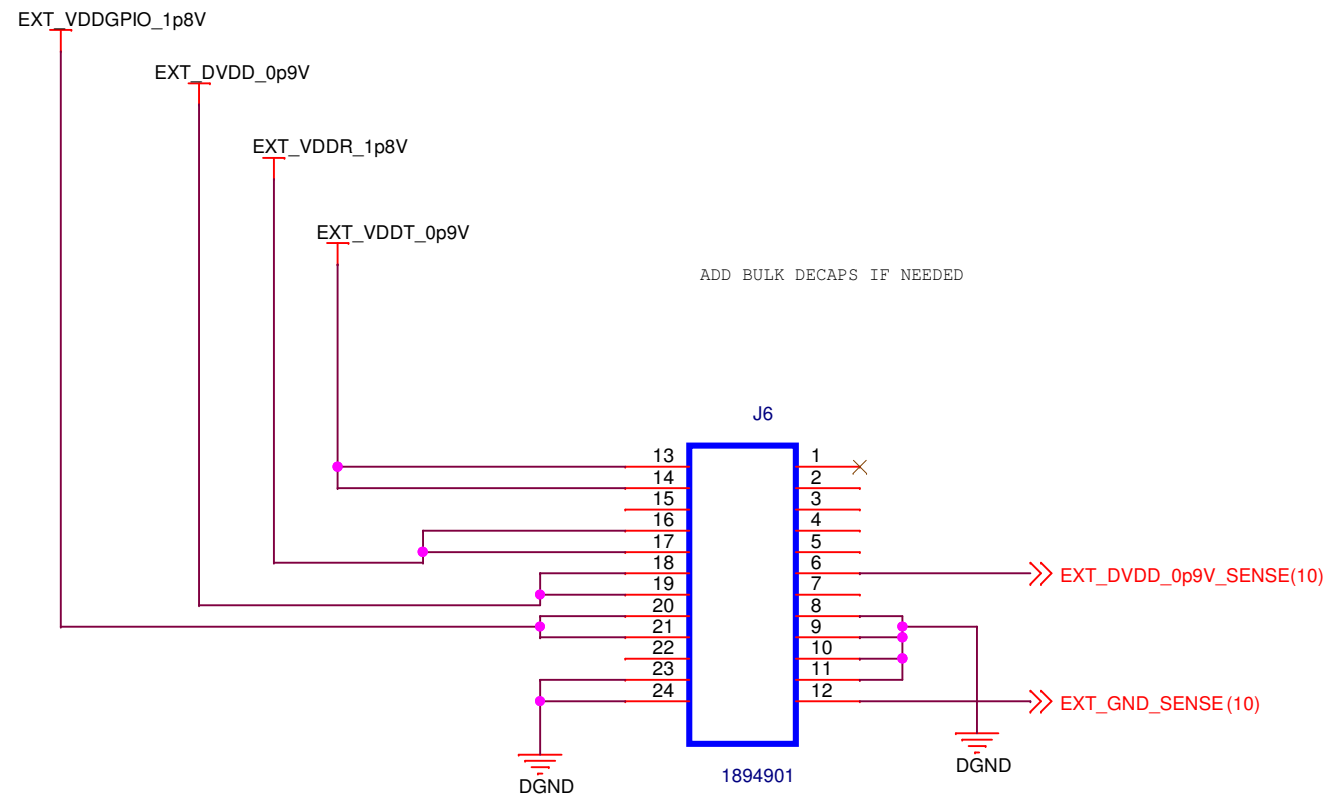 EXT_VDDGPIO_1p8V
EXT_DVDD_0p9V
EXT_VDDR_1p8V
EXT_VDDT_0p9V
ADD BULK DECAPS IF NEEDED
J6
13 1
14 2
15 3
16 4
17 5
18 6 EXT_DVDD_0p9V_SENSE(10)
19 7
20 8
21 9
22 10
23 11
24 12 EXT_GND_SENSE(10)
DGND
1894901
DGND